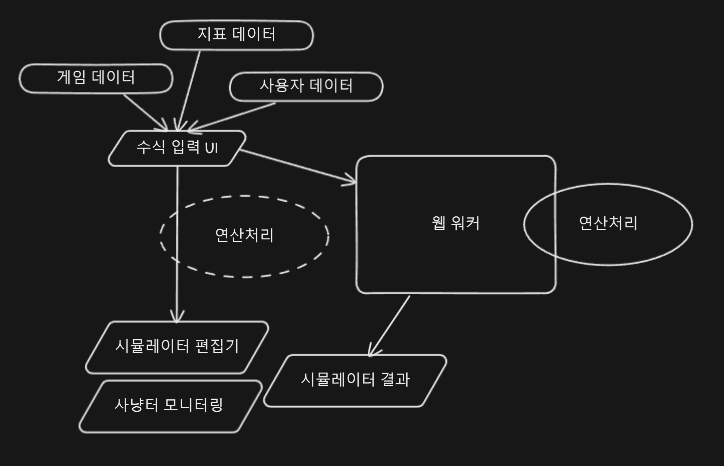 지표 데이터
게임 데이터
사용자 데이터
수식 입력 UI
웹 워커
연산처리
연산처리
시뮬레이터 편집기
시뮬레이터 결과
사냥터 모니터링